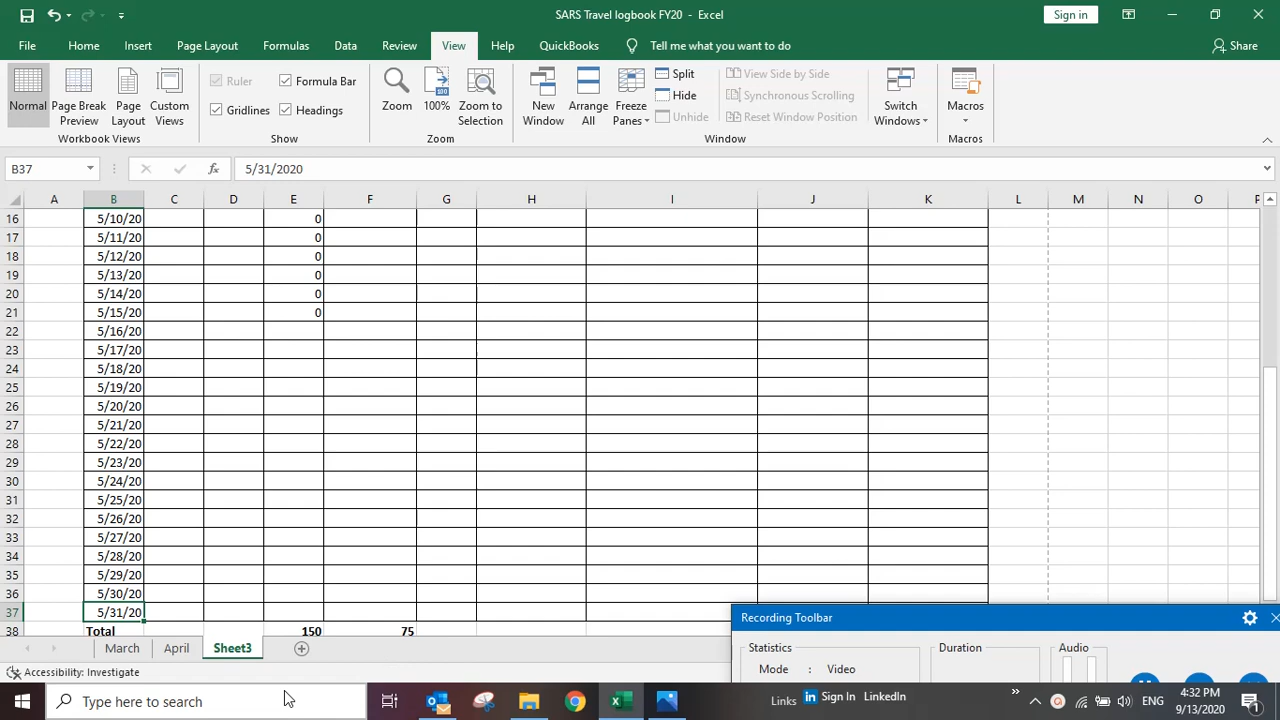 SARS Travel logbook FY20 - Excel
Sign in
File Home Insert Page Layout Formulas Data Review View Help QuickBooks Tell me what you want to do Share
Normal
Page Break Preview
Page Layout
Custom Views
Workbook Views
Ruler
Formula Bar
Gridlines
Headings
Show
Zoom
100%
Zoom to Selection
Zoom
New Window
Arrange All
Freeze Panes
Split
Hide
Unhide
View Side by Side
Synchronous Scrolling
Reset Window Position
Window
Switch Windows
Macros
Macros
B37 fx 5/31/2020
A B C D E F G H I J K L M N O P
16 5/10/20 0
17 5/11/20 0
18 5/12/20 0
19 5/13/20 0
20 5/14/20 0
21 5/15/20 0
22 5/16/20
23 5/17/20
24 5/18/20
25 5/19/20
26 5/20/20
27 5/21/20
28 5/22/20
29 5/23/20
30 5/24/20
31 5/25/20
32 5/26/20
33 5/27/20
34 5/28/20
35 5/29/20
36 5/30/20
37 5/31/20
38 Total 150 75
Recording Toolbar
Statistics Duration Audio
Mode : Video
March April Sheet3
Accessibility: Investigate
Type here to search
Links Sign In LinkedIn
ENG
4:32 PM
9/13/2020
1